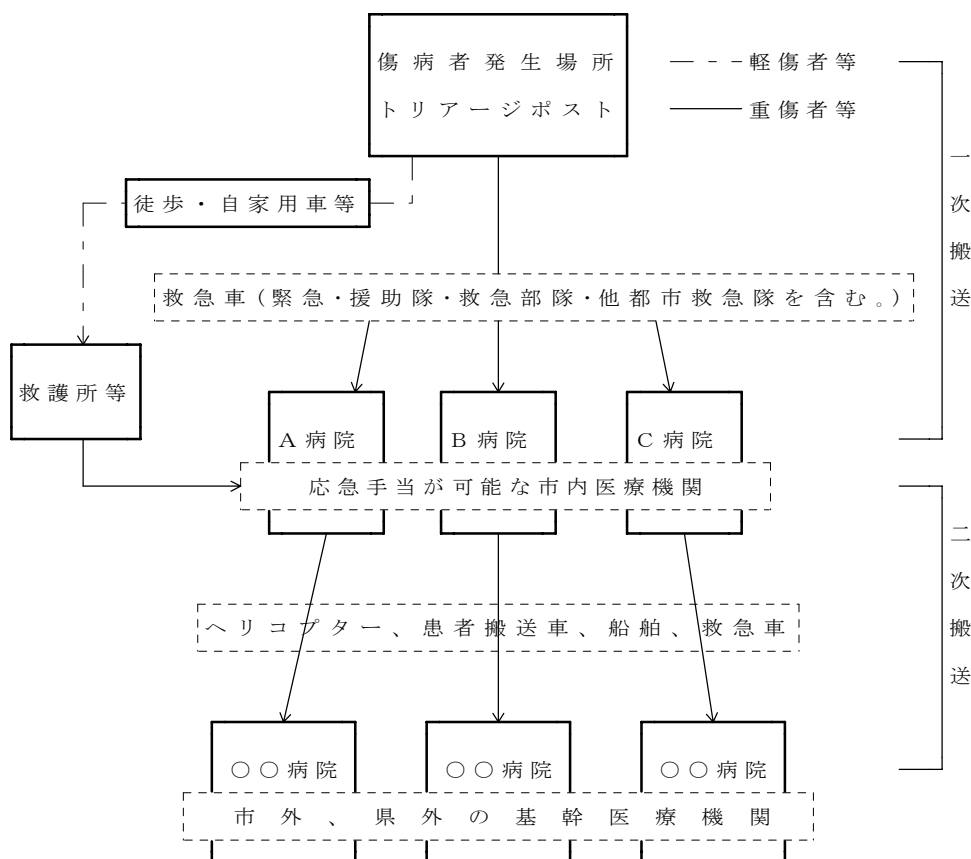 傷病者発生場所
トリアージポスト
軽傷者等
重傷者等
一次搬送
徒歩・自家用車等
救急車(緊急・援助隊・救急部隊・他都市救急隊を含む。)
救護所等
A病院
B病院
C病院
応急手当が可能な市内医療機関
二次搬送
ヘリコプター、患者搬送車、船舶、救急車
○○病院
○○病院
○○病院
市外、県外の基幹医療機関